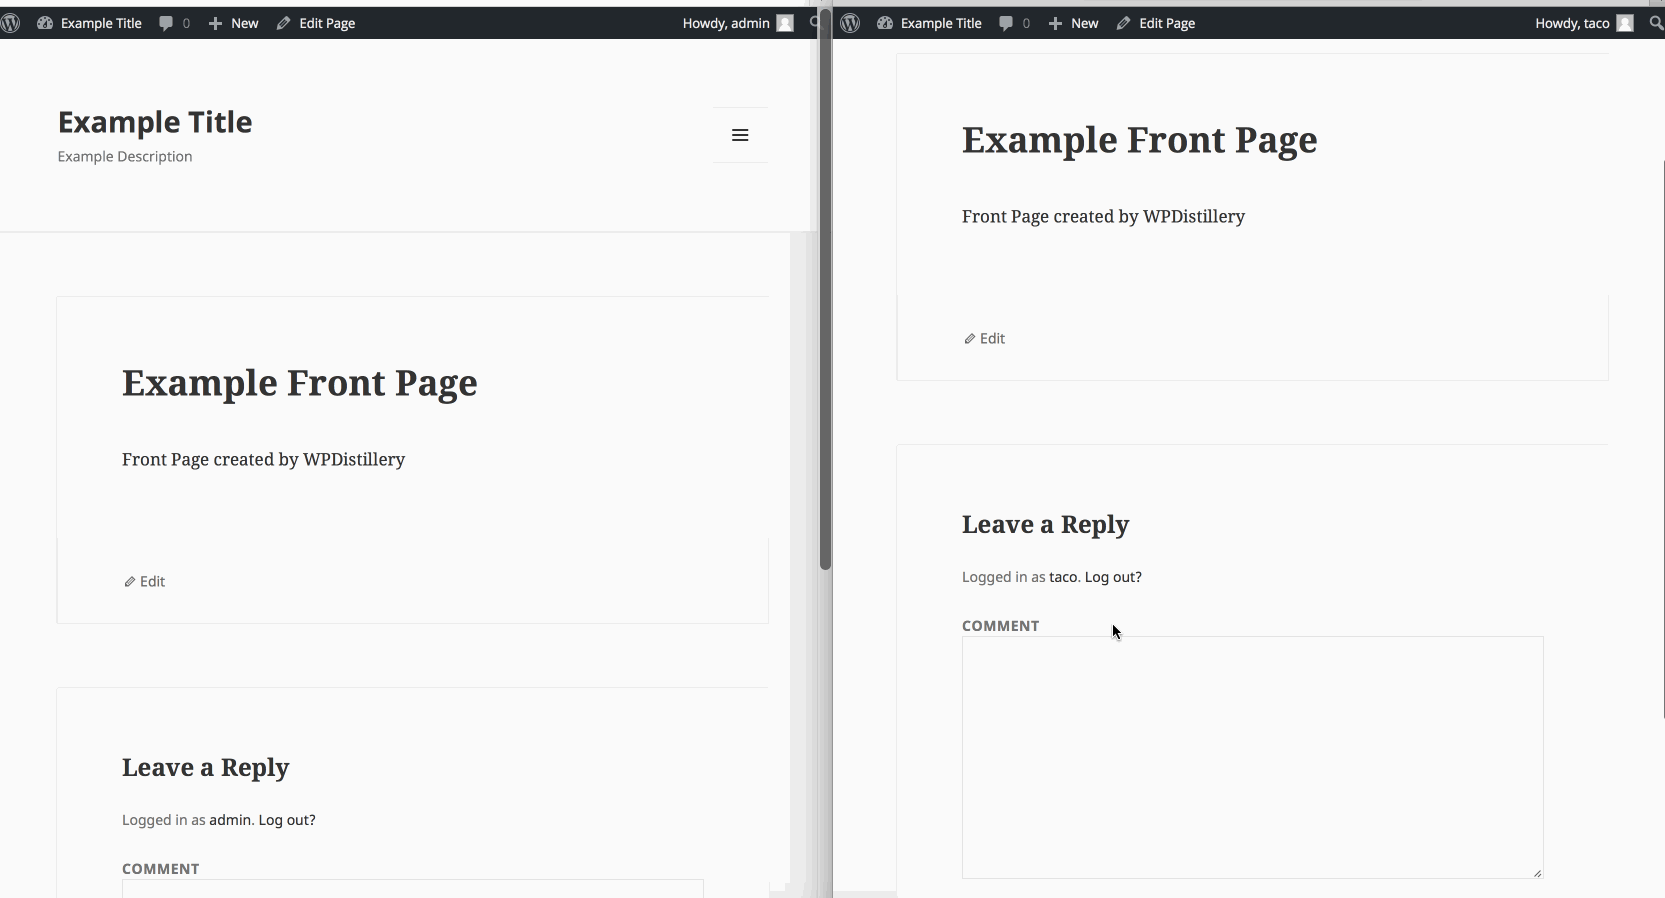 Example Title 0 New Edit Page Howdy, admin
Example Title
Example Description
Example Front Page
Front Page created by WPDistillery
Edit
Leave a Reply
Logged in as admin. Log out?
COMMENT
Example Title 0 New Edit Page Howdy, taco
Example Front Page
Front Page created by WPDistillery
Edit
Leave a Reply
Logged in as taco. Log out?
COMMENT